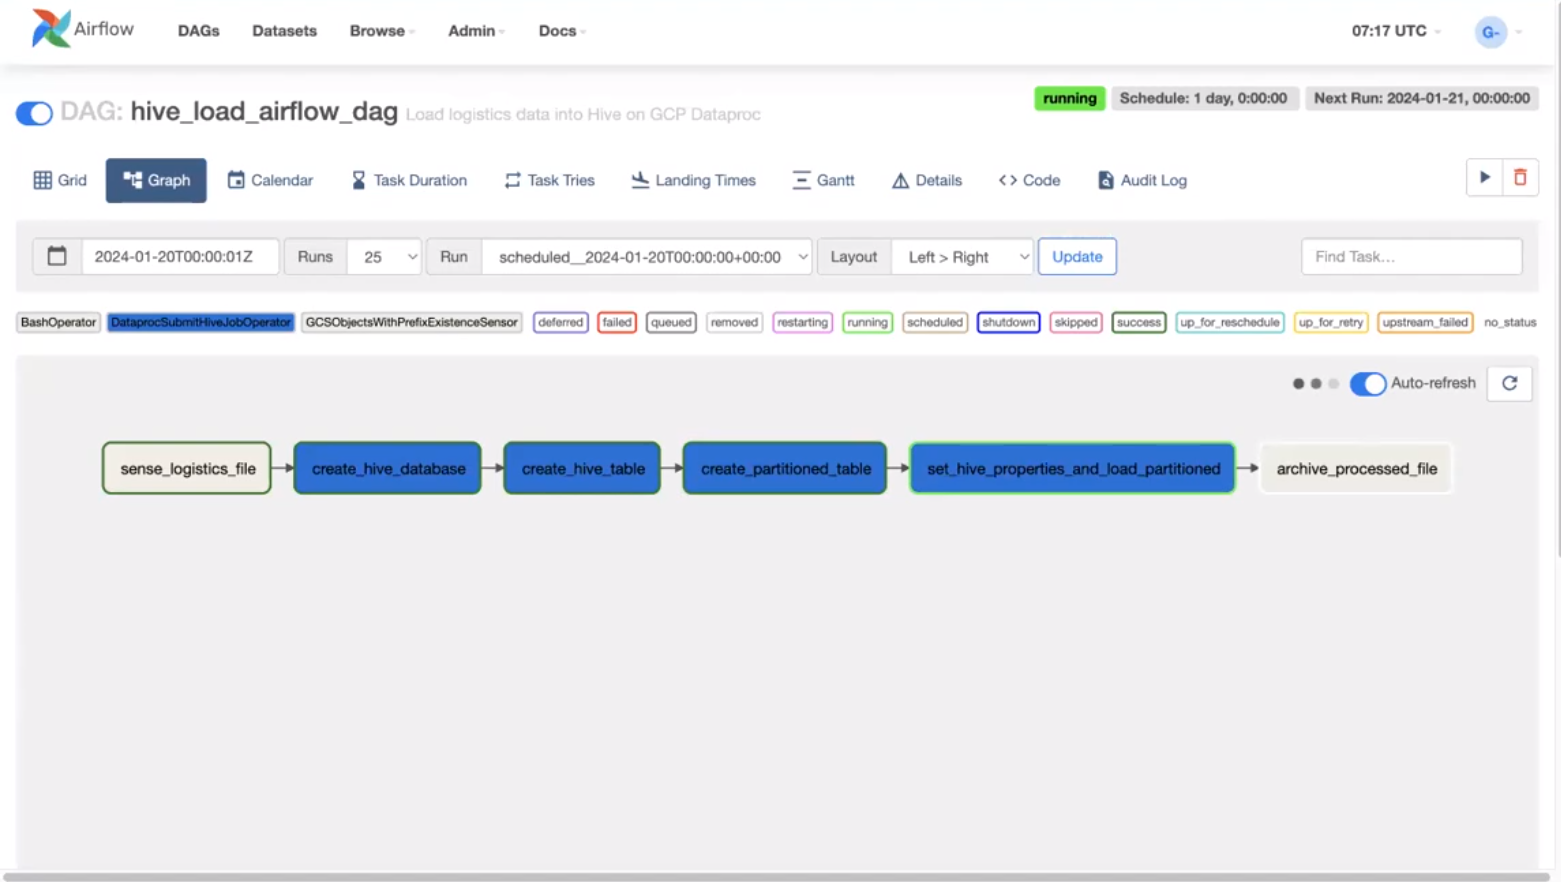 Airflow DAGs Datasets Browse Admin Docs 07:17 UTC G-
DAG: hive_load_airflow_dag Load logistics data into Hive on GCP Dataproc running Schedule: 1 day, 0:00:00 Next Run: 2024-01-21, 00:00:00
Grid Graph Calendar Task Duration Task Tries Landing Times Gantt Details Code Audit Log
2024-01-20T00:00:01Z Runs 25 Run scheduled__2024-01-20T00:00:00+00:00 Layout Left > Right Update Find Task...
BashOperator DataprocSubmitHiveJobOperator GCSObjectsWithPrefixExistenceSensor deferred failed queued removed restarting running scheduled shutdown skipped success up_for_reschedule up_for_retry upstream_failed no_status
Auto-refresh
sense_logistics_file create_hive_database create_hive_table create_partitioned_table set_hive_properties_and_load_partitioned archive_processed_file